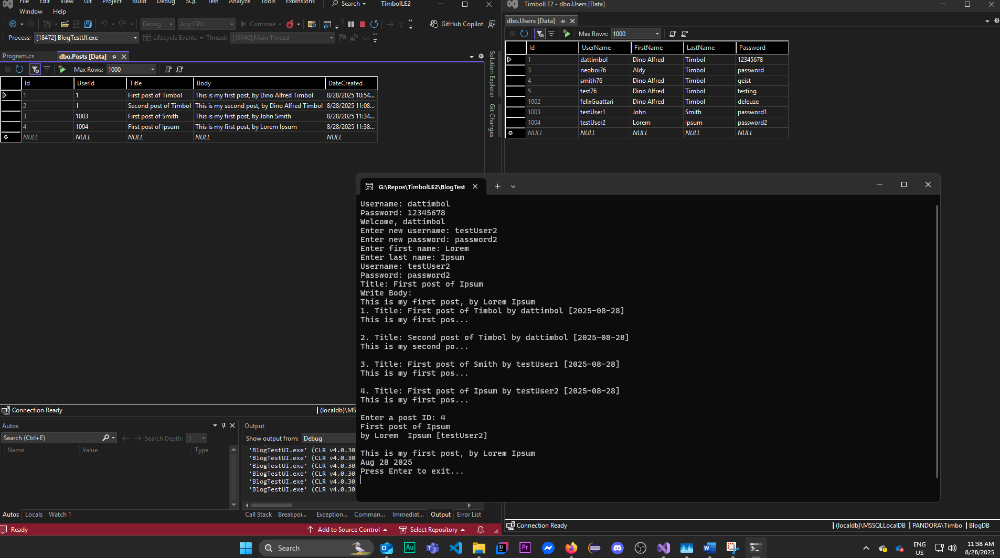 File Edit View Git Project Build Debug SQL Test Analyze Tools Extensions Search TimbolLE2
Window Help
Debug Any CPU Continue GitHub Copilot
Process: [18472] BlogTestUI.exe Lifecycle Events Thread: [18140] Main Thread
Program.cs dbo.Posts [Data]
Max Rows: 1000
Id UserId Title Body DateCreated
1 1 First post of Timbol This is my first post, by Dino Alfred Timbol 8/28/2025 10:54...
2 1 Second post of Timbol This is my second post, by Dino Alfred Timbol 8/28/2025 11:08...
3 1003 First post of Smith This is my first post, by John Smith 8/28/2025 11:34...
4 1004 First post of Ipsum This is my first post, by Lorem Ipsum 8/28/2025 11:38...
NULL NULL NULL NULL NULL
Solution Explorer
Git Changes
TimbolLE2 - dbo.Users [Data]
dbo.Users [Data]
Max Rows: 1000
Id UserName FirstName LastName Password
1 dattimbol Dino Alfred Timbol 12345678
3 neoboi76 Aldy Timbol password
4 smith76 Dino Alfred Timbol geist
5 test76 Dino Alfred Timbol testing
1002 felixGuattari Dino Alfred Timbol deleuze
1003 testUser1 John Smith password1
1004 testUser2 Lorem Ipsum password2
NULL NULL NULL NULL NULL
G:\Repos\TimbolLE2\BlogTest
Username: dattimbol
Password: 12345678
Welcome, dattimbol
Enter new username: testUser2
Enter new password: password2
Enter first name: Lorem
Enter last name: Ipsum
Username: testUser2
Password: password2
Title: First post of Ipsum
Write Body:
This is my first post, by Lorem Ipsum
1. Title: First post of Timbol by dattimbol [2025-08-28]
This is my first pos...
2. Title: Second post of Timbol by dattimbol [2025-08-28]
This is my second po...
3. Title: First post of Smith by testUser1 [2025-08-28]
This is my first pos...
4. Title: First post of Ipsum by testUser2 [2025-08-28]
This is my first pos...
Enter a post ID: 4
First post of Ipsum
by Lorem  Ipsum [testUser2]
This is my first post, by Lorem Ipsum
Aug 28 2025
Press Enter to exit...
Connection Ready (localdb)\MS
Autos
Search (Ctrl+E) Search Depth: 3
Name Value Type
Autos Locals Watch 1
Output
Show output from: Debug
'BlogTestUI.exe' (CLR v4.0.30
'BlogTestUI.exe' (CLR v4.0.30
'BlogTestUI.exe' (CLR v4.0.30
'BlogTestUI.exe' (CLR v4.0.30
'BlogTestUI.exe' (CLR v4.0.30
'BlogTestUI.exe' (CLR v4.0.30
Call Stack Breakpoi... Exception... Comman... Immediat... Output Error List
Ready Add to Source Control Select Repository
Connection Ready (localdb)\MSSQLLocalDB PANDORA\Timbo BlogDB
Search
Au
Pr
ENG
US
11:38 AM
8/28/2025